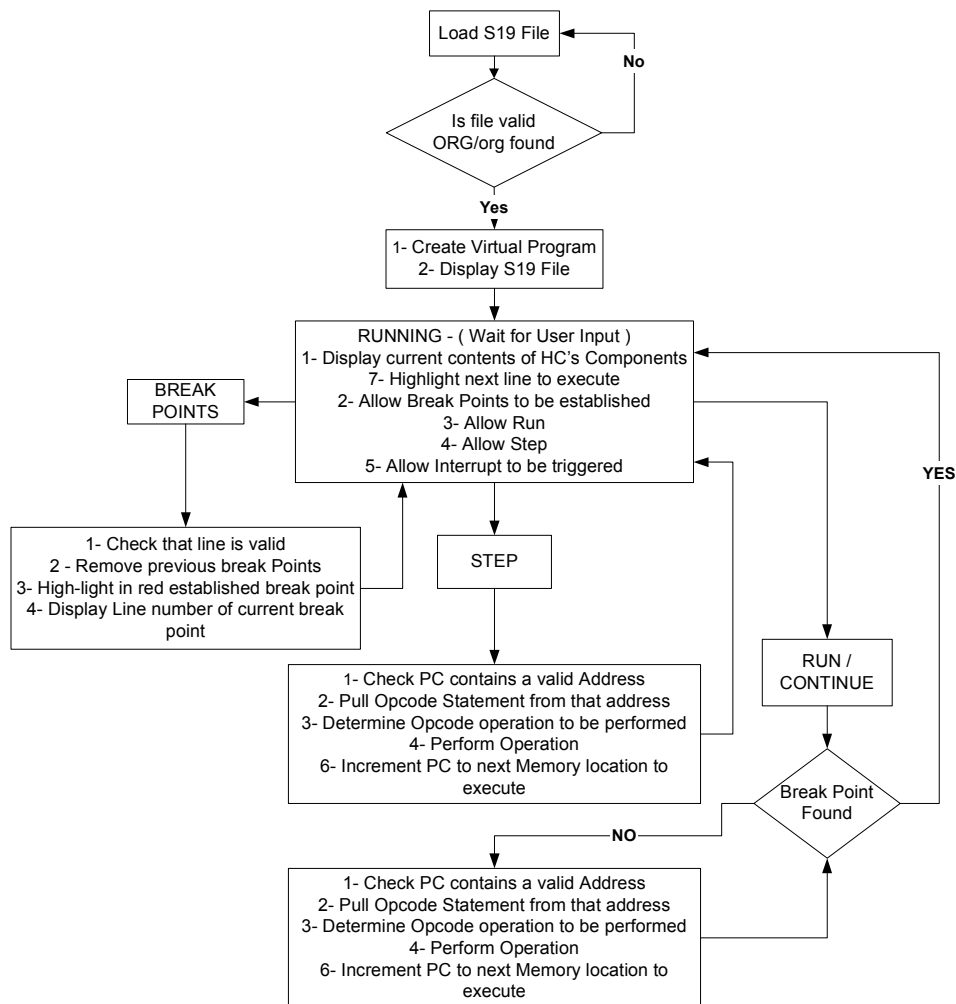 Load S19 File
No
Is file valid
ORG/org found
Yes
1- Create Virtual Program
2- Display S19 File
RUNNING - ( Wait for User Input )
1- Display current contents of HC's Components
7- Highlight next line to execute
2- Allow Break Points to be established
3- Allow Run
4- Allow Step
5- Allow Interrupt to be triggered
BREAK
POINTS
YES
1- Check that line is valid
2 - Remove previous break Points
3- High-light in red established break point
4- Display Line number of current break
point
STEP
RUN /
CONTINUE
1- Check PC contains a valid Address
2- Pull Opcode Statement from that address
3- Determine Opcode operation to be performed
4- Perform Operation
6- Increment PC to next Memory location to
execute
Break Point
Found
NO
1- Check PC contains a valid Address
2- Pull Opcode Statement from that address
3- Determine Opcode operation to be performed
4- Perform Operation
6- Increment PC to next Memory location to
execute